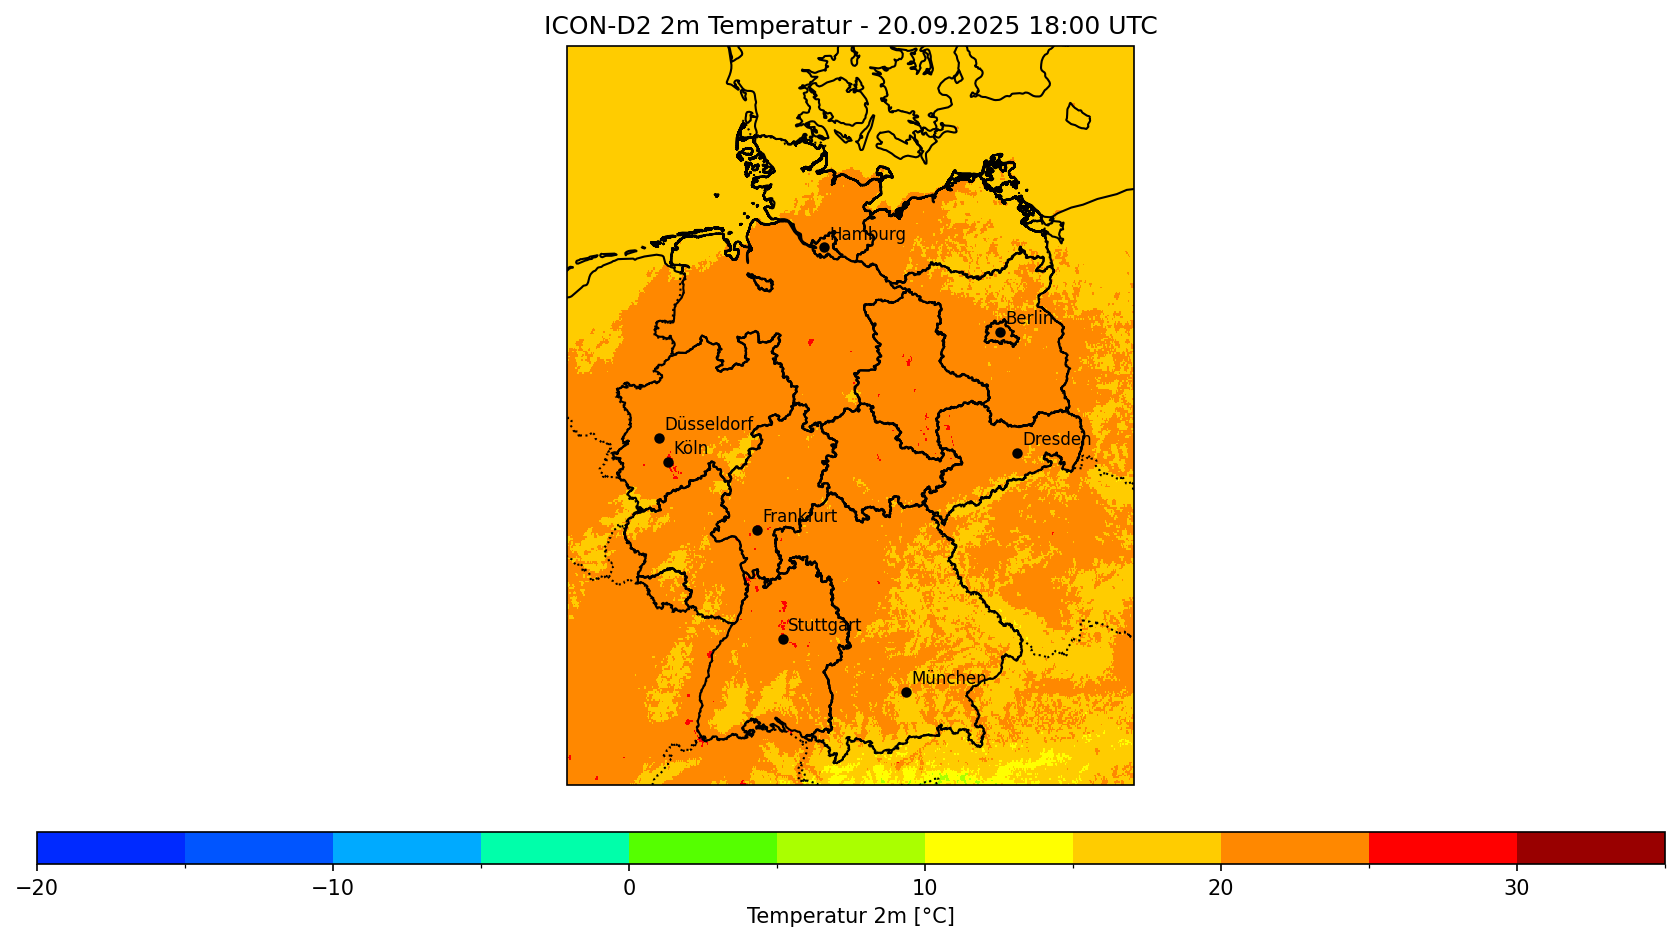 ICON-D2 2m Temperatur - 20.09.2025 18:00 UTC
Hamburg
Berlin
Düsseldorf
Köln
Dresden
Frankfurt
Stuttgart
München
−20 −10 0 10 20 30
Temperatur 2m [°C]